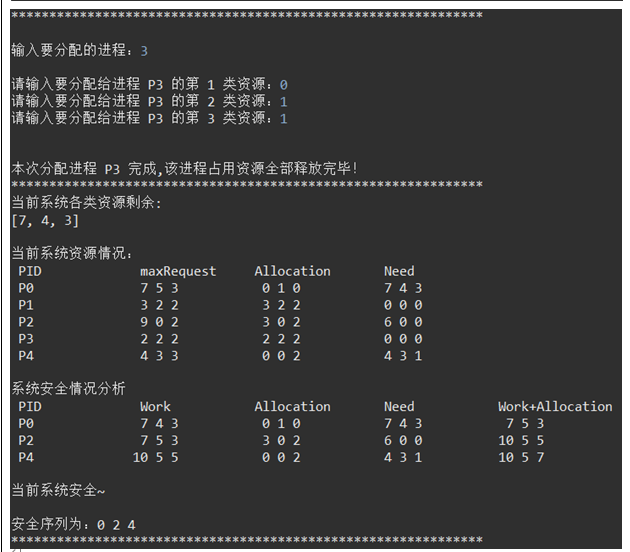 **************************************************************
输入要分配的进程：3
请输入要分配给进程 P3 的第 1 类资源：0
请输入要分配给进程 P3 的第 2 类资源：1
请输入要分配给进程 P3 的第 3 类资源：1
本次分配进程 P3 完成,该进程占用资源全部释放完毕!
**************************************************************
当前系统各类资源剩余:
[7, 4, 3]
当前系统资源情况：
PID maxRequest Allocation Need
P0 7 5 3 0 1 0 7 4 3
P1 3 2 2 3 2 2 0 0 0
P2 9 0 2 3 0 2 6 0 0
P3 2 2 2 2 2 2 0 0 0
P4 4 3 3 0 0 2 4 3 1
系统安全情况分析
PID Work Allocation Need Work+Allocation
P0 7 4 3 0 1 0 7 4 3 7 5 3
P2 7 5 3 3 0 2 6 0 0 10 5 5
P4 10 5 5 0 0 2 4 3 1 10 5 7
当前系统安全~
安全序列为：0 2 4
**************************************************************